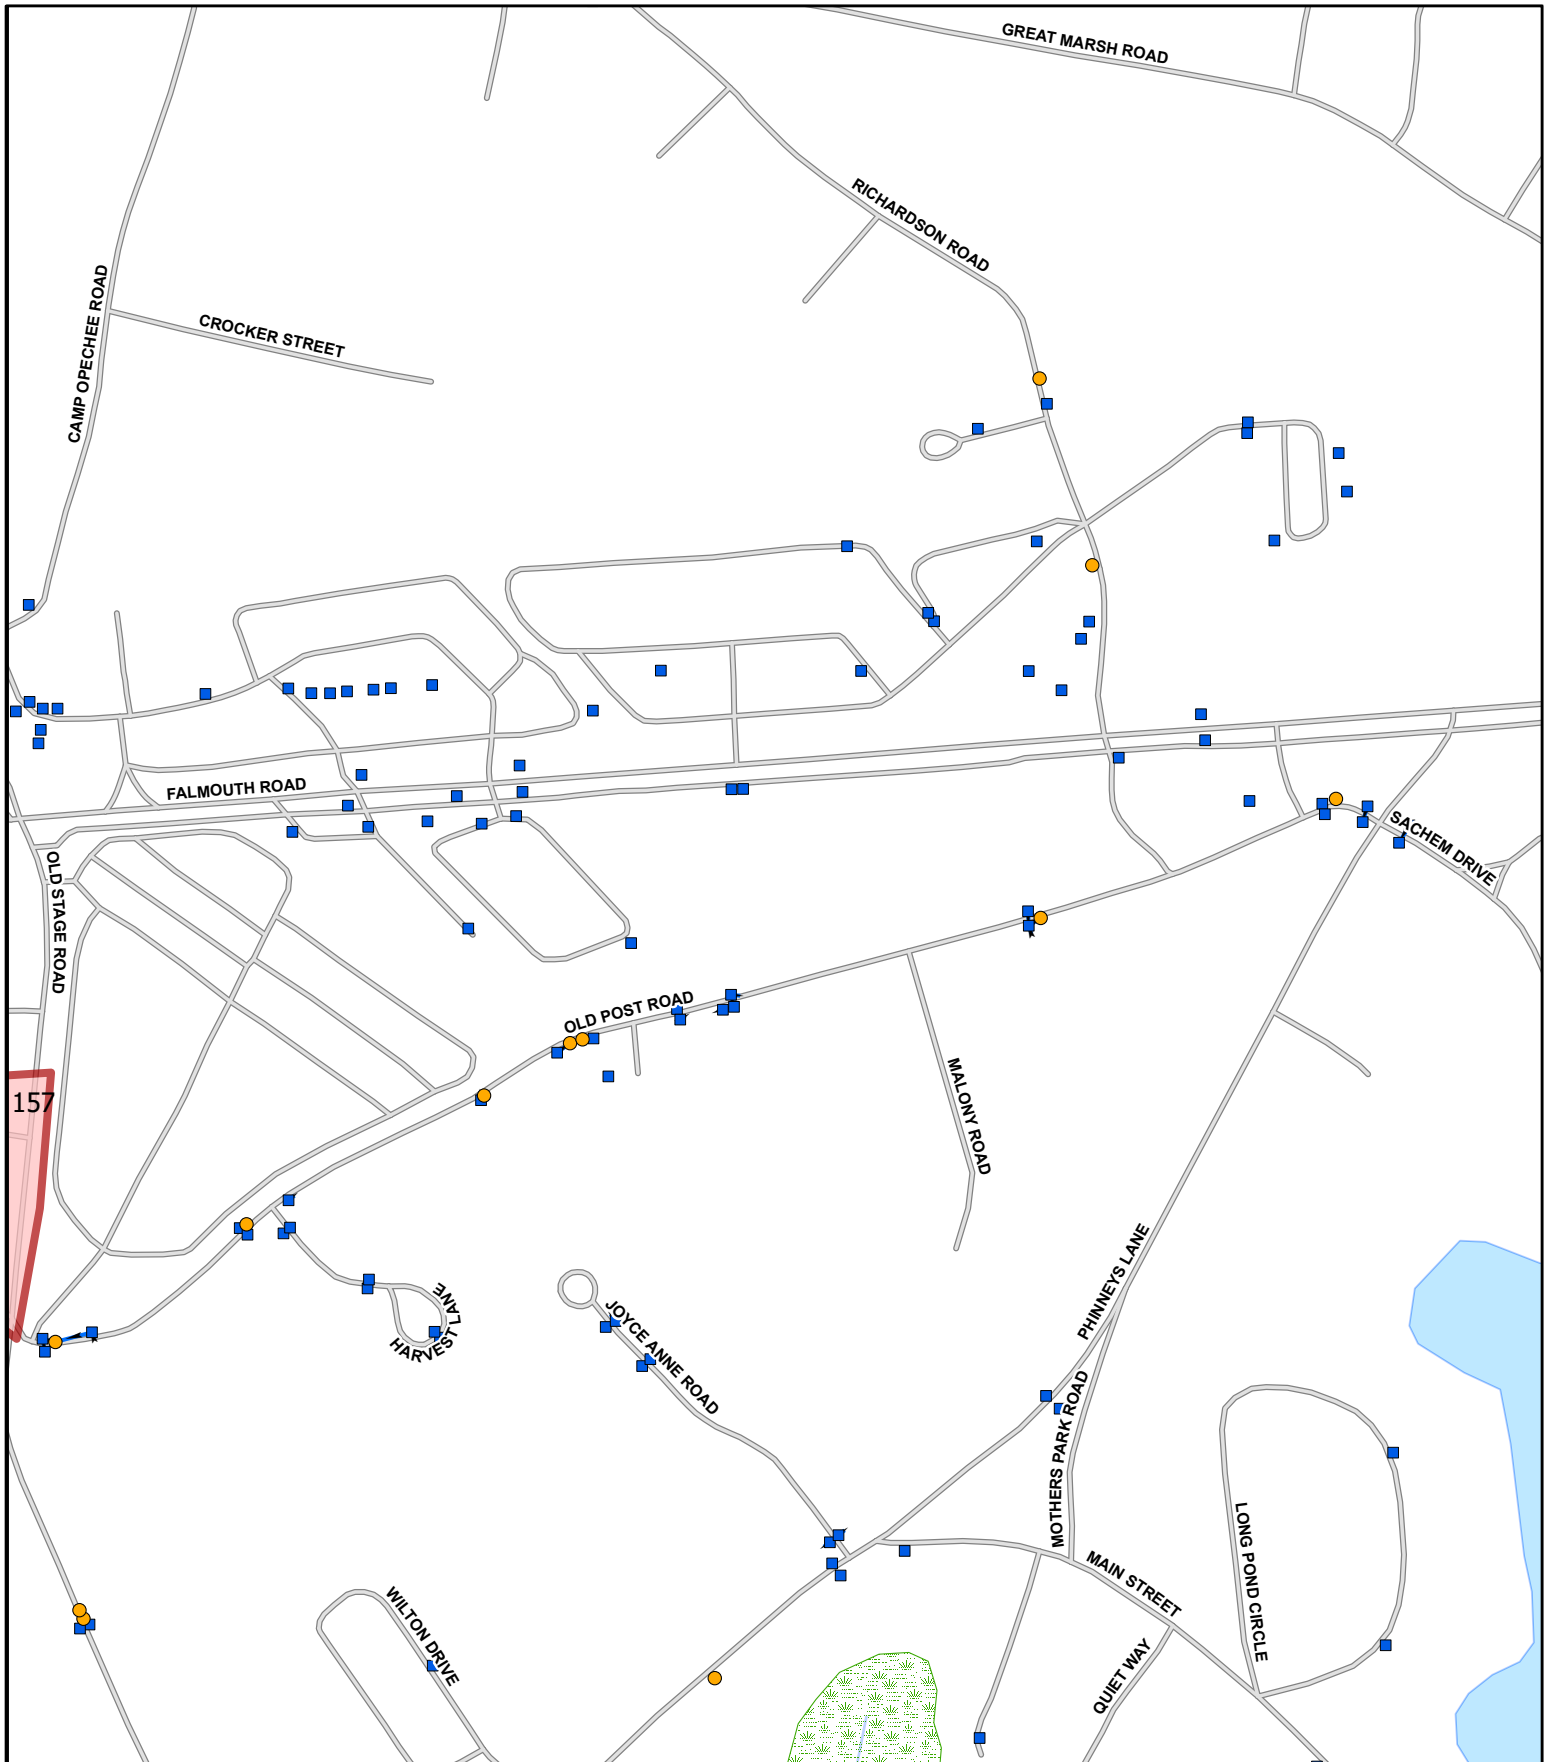 GREAT MARSH ROAD
RICHARDSON ROAD
CAMP OPECHEE ROAD
CROCKER STREET
FALMOUTH ROAD
SACHEM DRIVE
OLD STAGE ROAD
OLD POST ROAD
157
MALONY ROAD
PHINNEYS LANE
HARVEST LANE
JOYCE ANNE ROAD
MOTHERS PARK ROAD
LONG POND CIRCLE
MAIN STREET
WILTON DRIVE
QUIET WAY